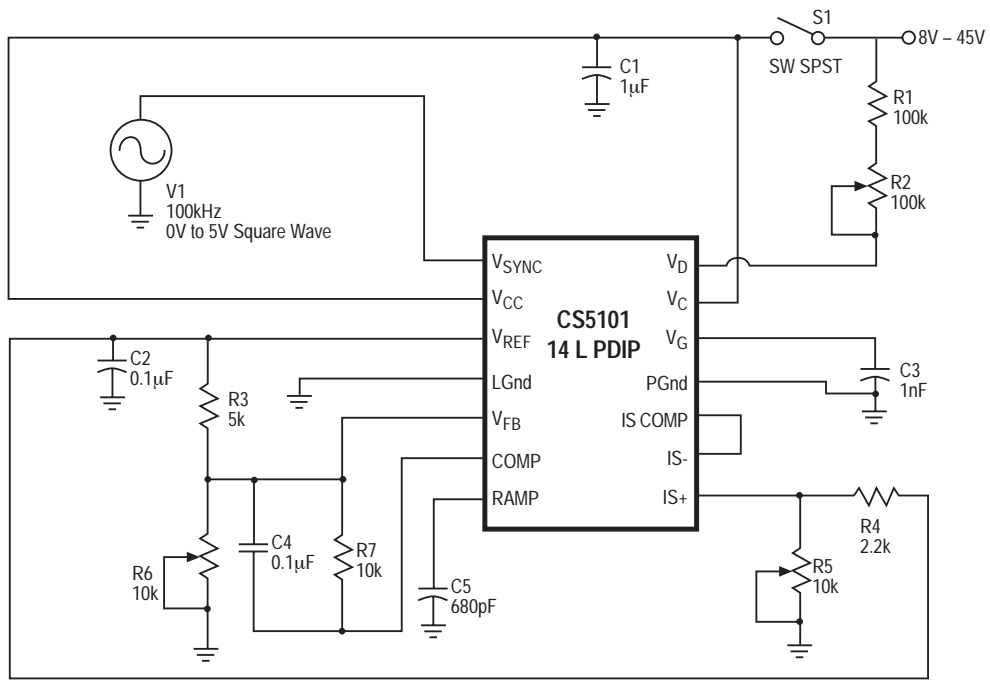 S1
8V – 45V
SW SPST
C1
1µF
R1
100k
V1
100kHz
0V to 5V Square Wave
R2
100k
VSYNC
VD
VCC
VC
CS5101
14 L PDIP
VREF
VG
C2
0.1µF
LGnd
PGnd
C3
1nF
R3
5k
VFB
IS COMP
COMP
IS-
RAMP
IS+
R4
2.2k
C4
0.1µF
R7
10k
R6
10k
C5
680pF
R5
10k